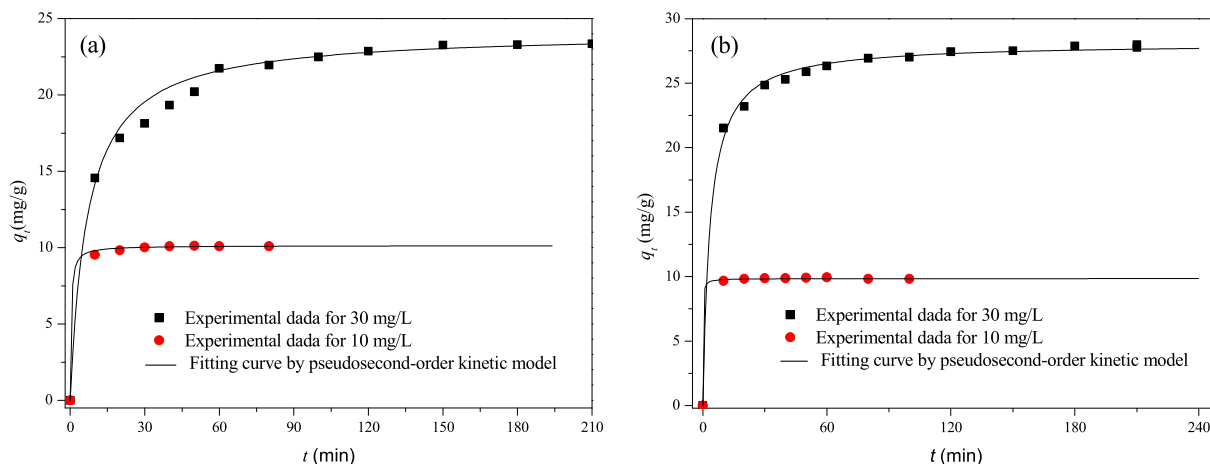 (a)
25
20
15
10
5
0
q_t(mg/g)
Experimental dada for 30 mg/L
Experimental dada for 10 mg/L
Fitting curve by pseudosecond-order kinetic model
0 30 60 90 120 150 180 210
t (min)
(b)
30
25
20
15
10
5
0
q_t (mg/g)
Experimental dada for 30 mg/L
Experimental dada for 10 mg/L
Fitting curve by pseudosecond-order kinetic model
0 60 120 180 240
t (min)